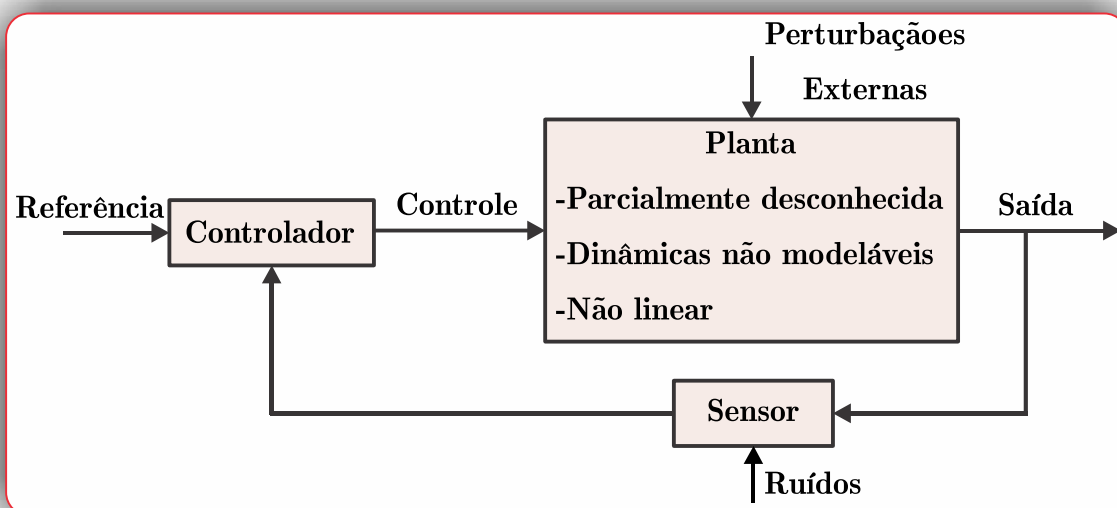 Perturbaçãoes
Externas
Planta
-Parcialmente desconhecida
-Dinâmicas não modeláveis
-Não linear
Referência
Controlador
Controle
Saída
Sensor
Ruídos